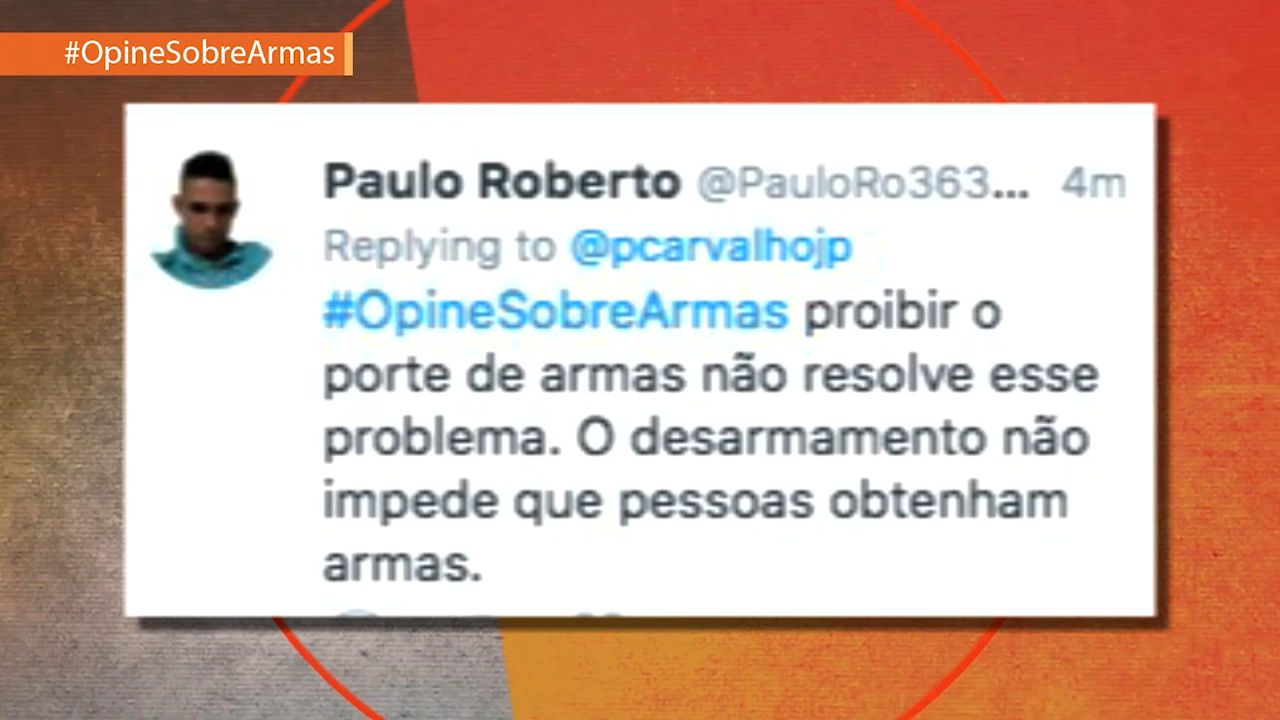 #OpineSobreArmas
Paulo Roberto @PauloRo363... 4m
Replying to @pcarvalhojp
#OpineSobreArmas proibir o
porte de armas não resolve esse
problema. O desarmamento não
impede que pessoas obtenham
armas.